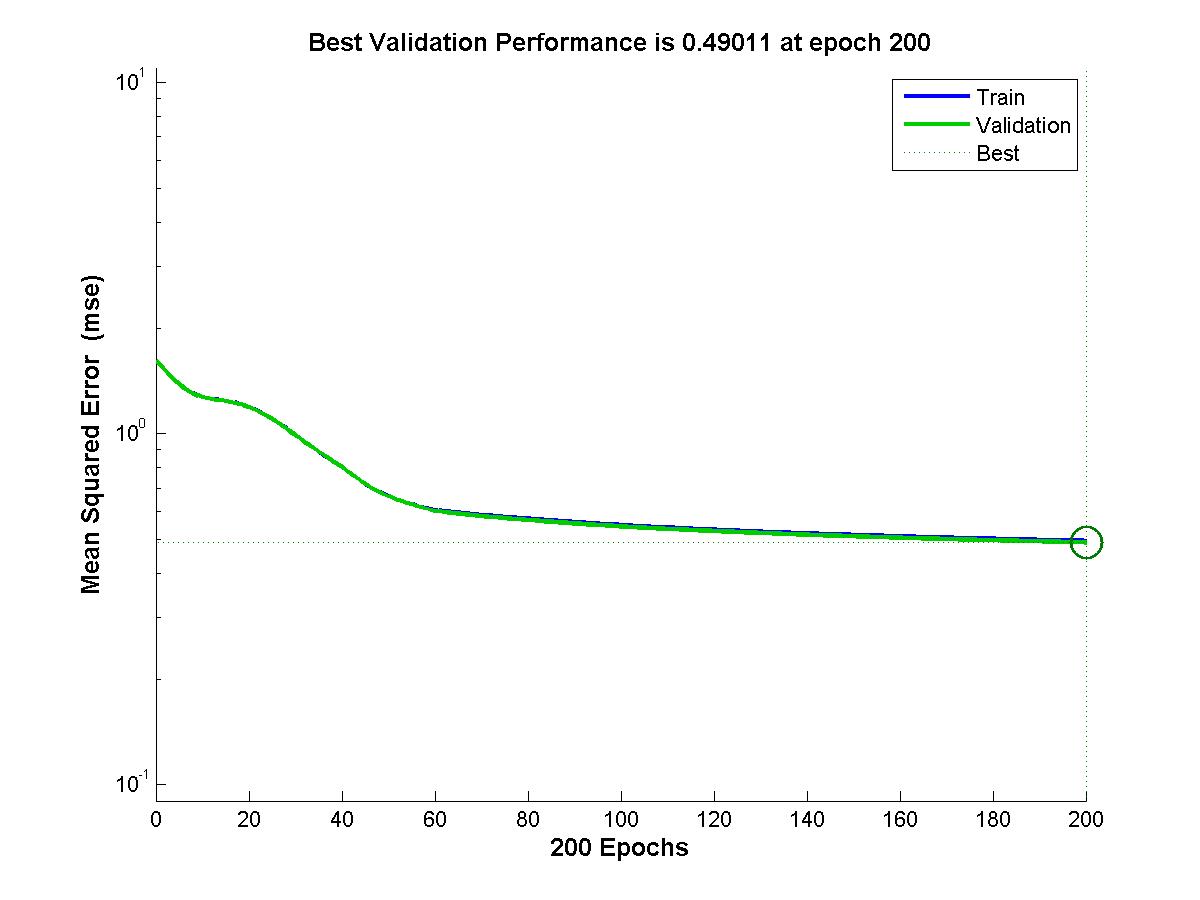 Best Validation Performance is 0.49011 at epoch 200
10^1
10^0
10^-1
Mean Squared Error (mse)
Train
Validation
Best
0 20 40 60 80 100 120 140 160 180 200
200 Epochs